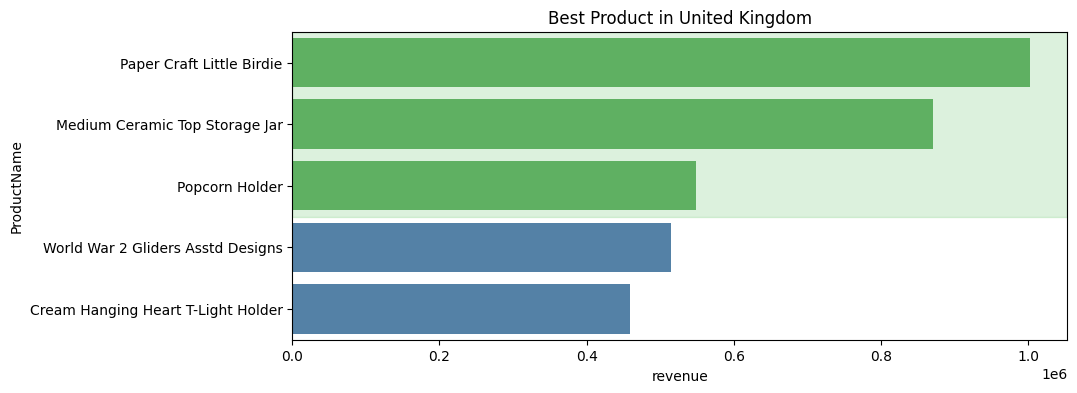 Best Product in United Kingdom
ProductName
Paper Craft Little Birdie
Medium Ceramic Top Storage Jar
Popcorn Holder
World War 2 Gliders Asstd Designs
Cream Hanging Heart T-Light Holder
0.0 0.2 0.4 0.6 0.8 1.0
1e6
revenue